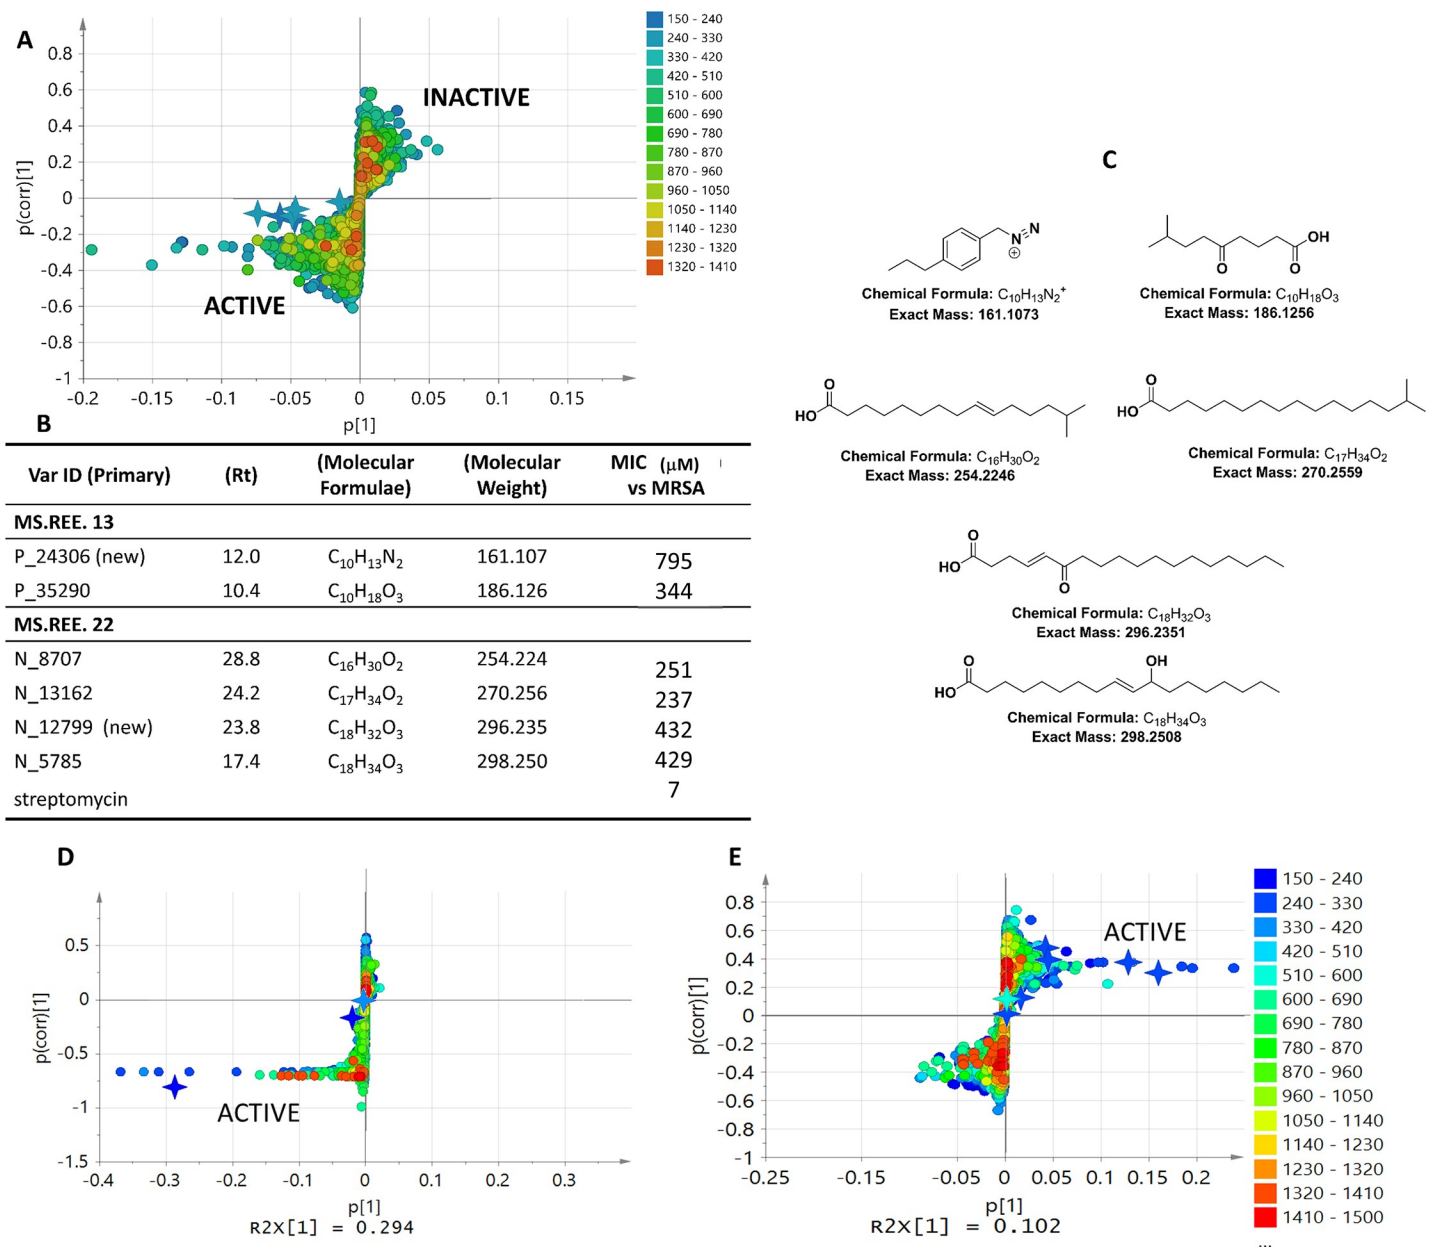 A
0.8
0.6
0.4
0.2
0
-0.2
-0.4
-0.6
-0.8
-1
p(corr)[1]
INACTIVE
ACTIVE
-0.2 -0.15 -0.1 -0.05 0 0.05 0.1 0.15
p[1]
150 - 240
240 - 330
330 - 420
420 - 510
510 - 600
600 - 690
690 - 780
780 - 870
870 - 960
960 - 1050
1050 - 1140
1140 - 1230
1230 - 1320
1320 - 1410
B
Var ID (Primary) (Rt) (Molecular Formulae) (Molecular Weight) MIC (μM) vs MRSA
MS.REE. 13
P_24306 (new) 12.0 C10H13N2 161.107 795
P_35290 10.4 C10H18O3 186.126 344
MS.REE. 22
N_8707 28.8 C16H30O2 254.224 251
N_13162 24.2 C17H34O2 270.256 237
N_12799 (new) 23.8 C18H32O3 296.235 432
N_5785 17.4 C18H34O3 298.250 429
streptomycin 7
C
N N
⊕
Chemical Formula: C10H13N2+
Exact Mass: 161.1073
OH
O O
Chemical Formula: C10H18O3
Exact Mass: 186.1256
O
HO
Chemical Formula: C16H30O2
Exact Mass: 254.2246
O
HO
Chemical Formula: C17H34O2
Exact Mass: 270.2559
O
HO
O
Chemical Formula: C18H32O3
Exact Mass: 296.2351
O OH
HO
Chemical Formula: C18H34O3
Exact Mass: 298.2508
D
0.5
0
-0.5
-1
-1.5
p(corr)[1]
ACTIVE
-0.4 -0.3 -0.2 -0.1 0 0.1 0.2 0.3
p[1]
R2X[1] = 0.294
E
0.8
0.6
0.4
0.2
0
-0.2
-0.4
-0.6
-0.8
-1
p(corr)[1]
ACTIVE
-0.25 -0.15 -0.05 0 0.05 0.1 0.15 0.2
p[1]
R2X[1] = 0.102
150 - 240
240 - 330
330 - 420
420 - 510
510 - 600
600 - 690
690 - 780
780 - 870
870 - 960
960 - 1050
1050 - 1140
1140 - 1230
1230 - 1320
1320 - 1410
1410 - 1500
...